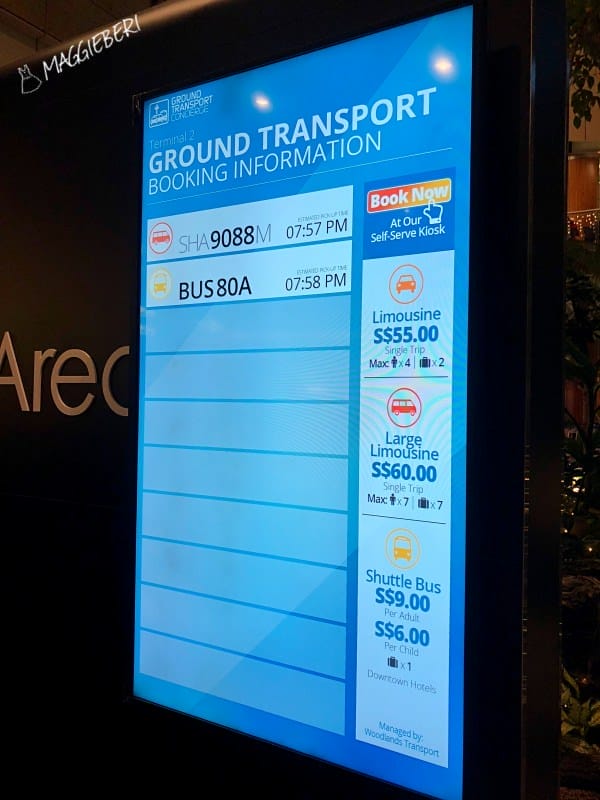 MAGGIEBERI
GROUND
TRANSPORT
CONCIERGE
Terminal 2
GROUND TRANSPORT
BOOKING INFORMATION
ESTIMATED PICK-UP TIME
SHA9088M 07:57 PM
ESTIMATED PICK-UP TIME
BUS 80A 07:58 PM
Book Now
At Our
Self-Serve Kiosk
Limousine
S$55.00
Single Trip
Max: x 4 | x 2
Large
Limousine
S$60.00
Single Trip
Max: x 7 | x 7
Shuttle Bus
S$9.00
Per Adult
S$6.00
Per Child
x 1
Downtown Hotels
Managed by:
Woodlands Transport
Area